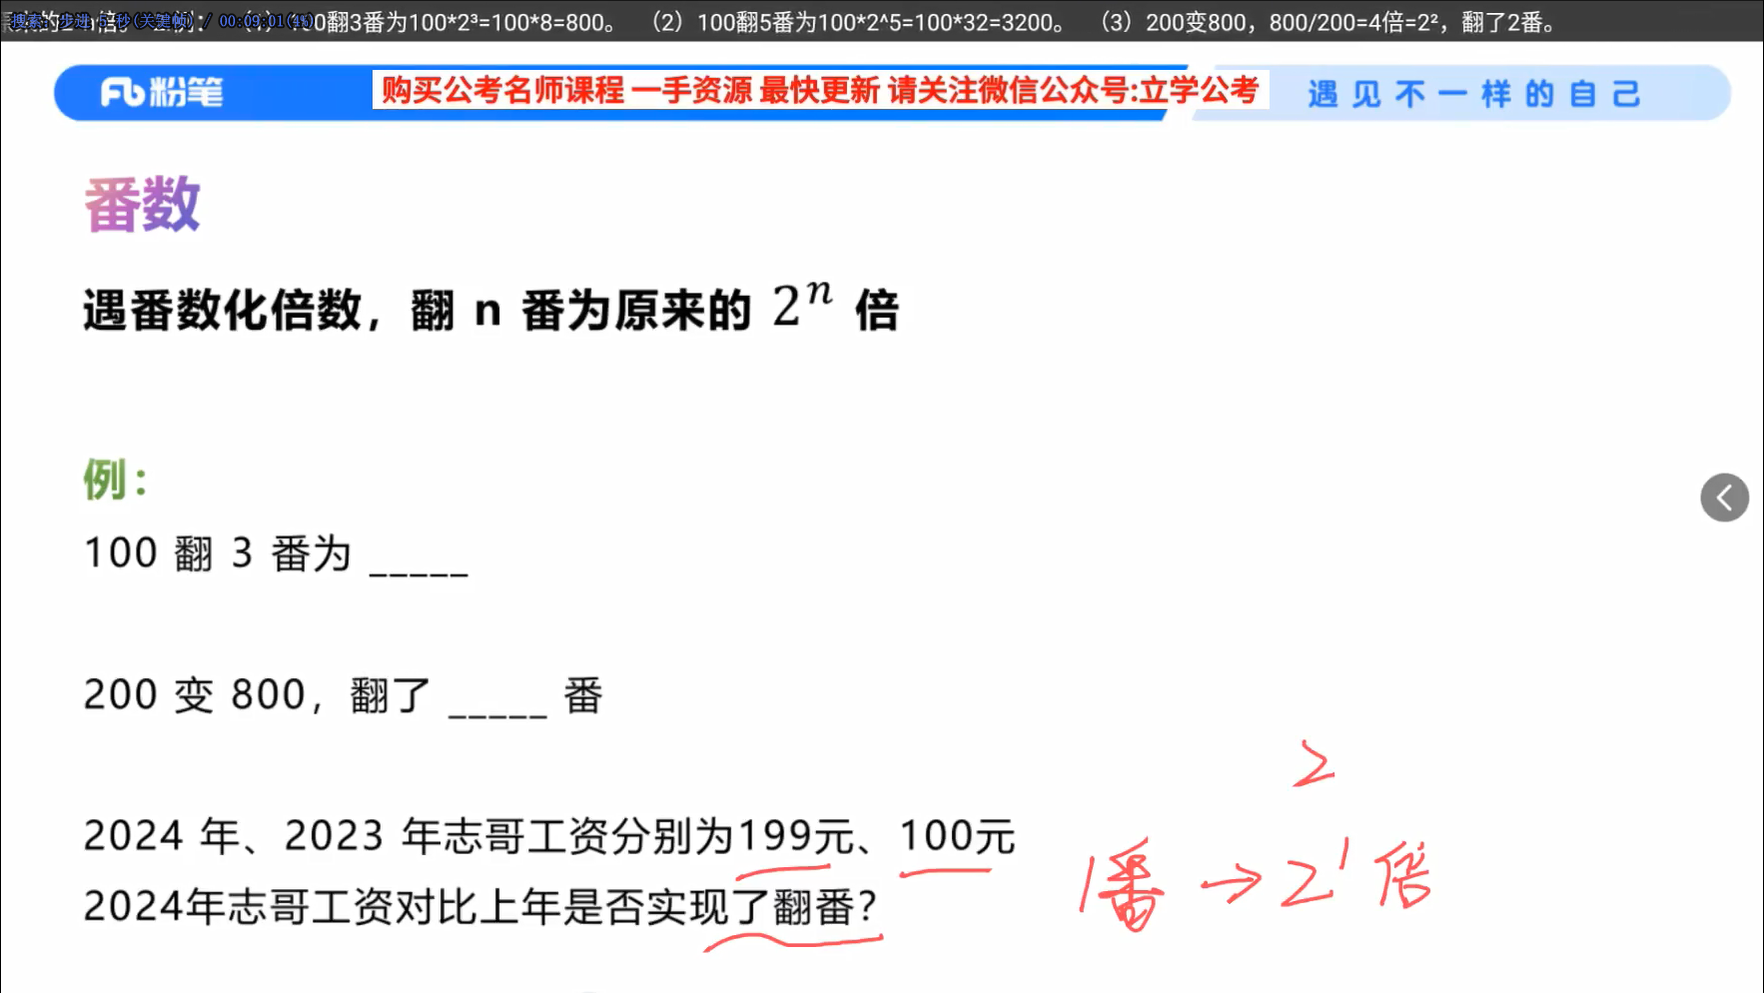 100翻3番为100*2³=100*8=800。 （2）100翻5番为100*2^5=100*32=3200。 （3）200变800，800/200=4倍=2²，翻了2番。
搜索: 步进 5 秒(关键帧) / 00:09:01(4%)
粉笔
购买公考名师课程 一手资源 最快更新 请关注微信公众号:立学公考
遇见不一样的自己
番数
遇番数化倍数，翻 n 番为原来的 2ⁿ 倍
例：
100 翻 3 番为 _____
200 变 800，翻了 _____ 番
2
2024 年、2023 年志哥工资分别为199元、100元
1番 → 2¹ 倍
2024年志哥工资对比上年是否实现了翻番？